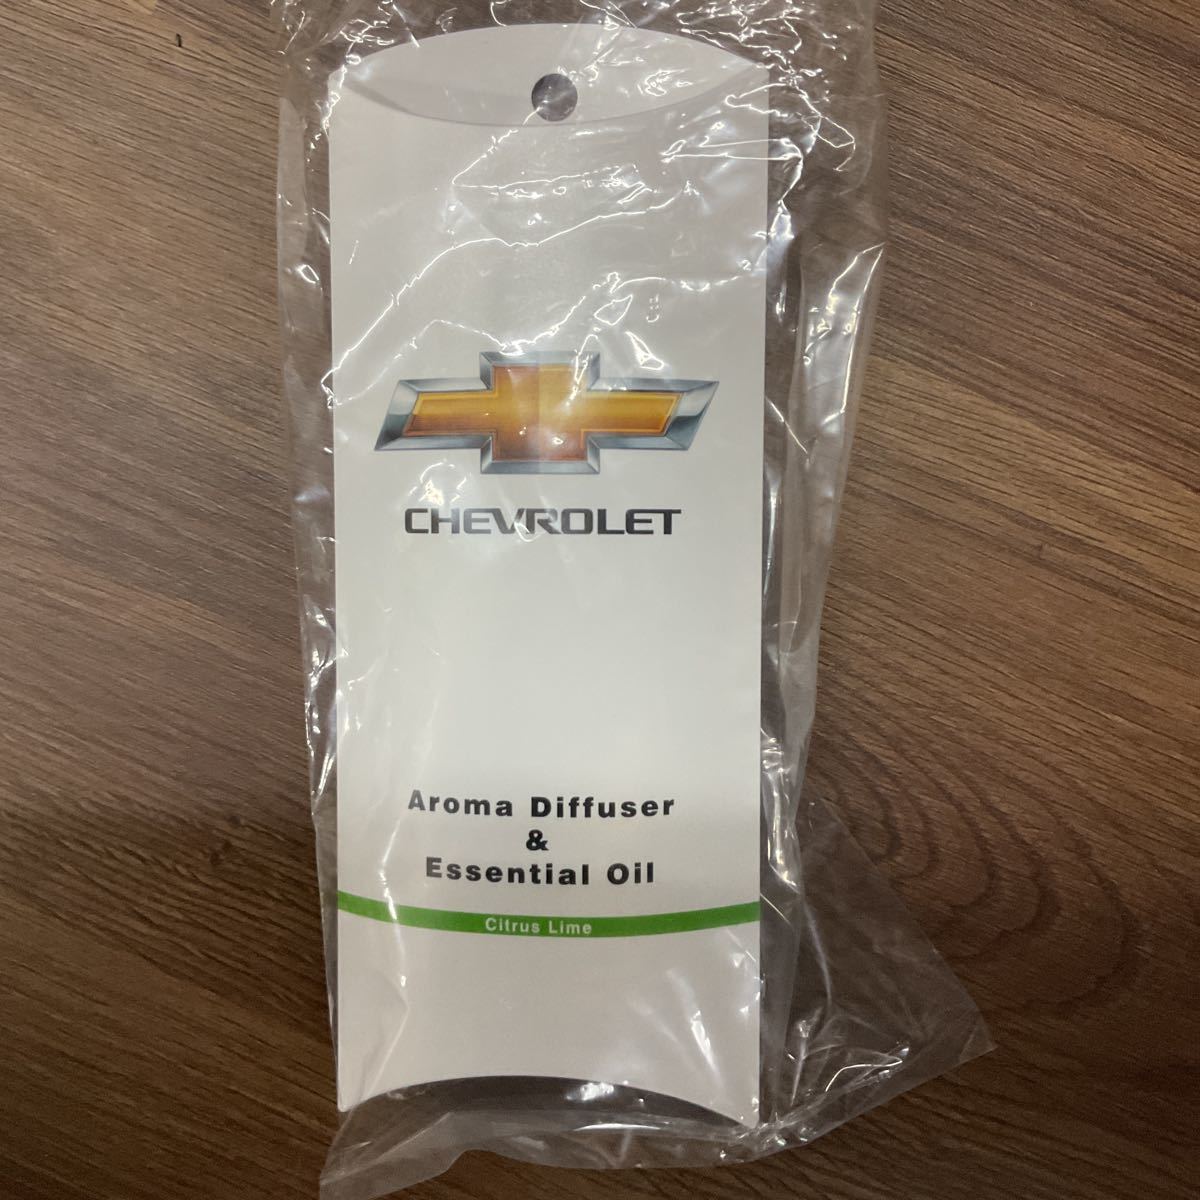 CHEVROLET
Aroma Diffuser
&
Essential Oil
Citrus Lime